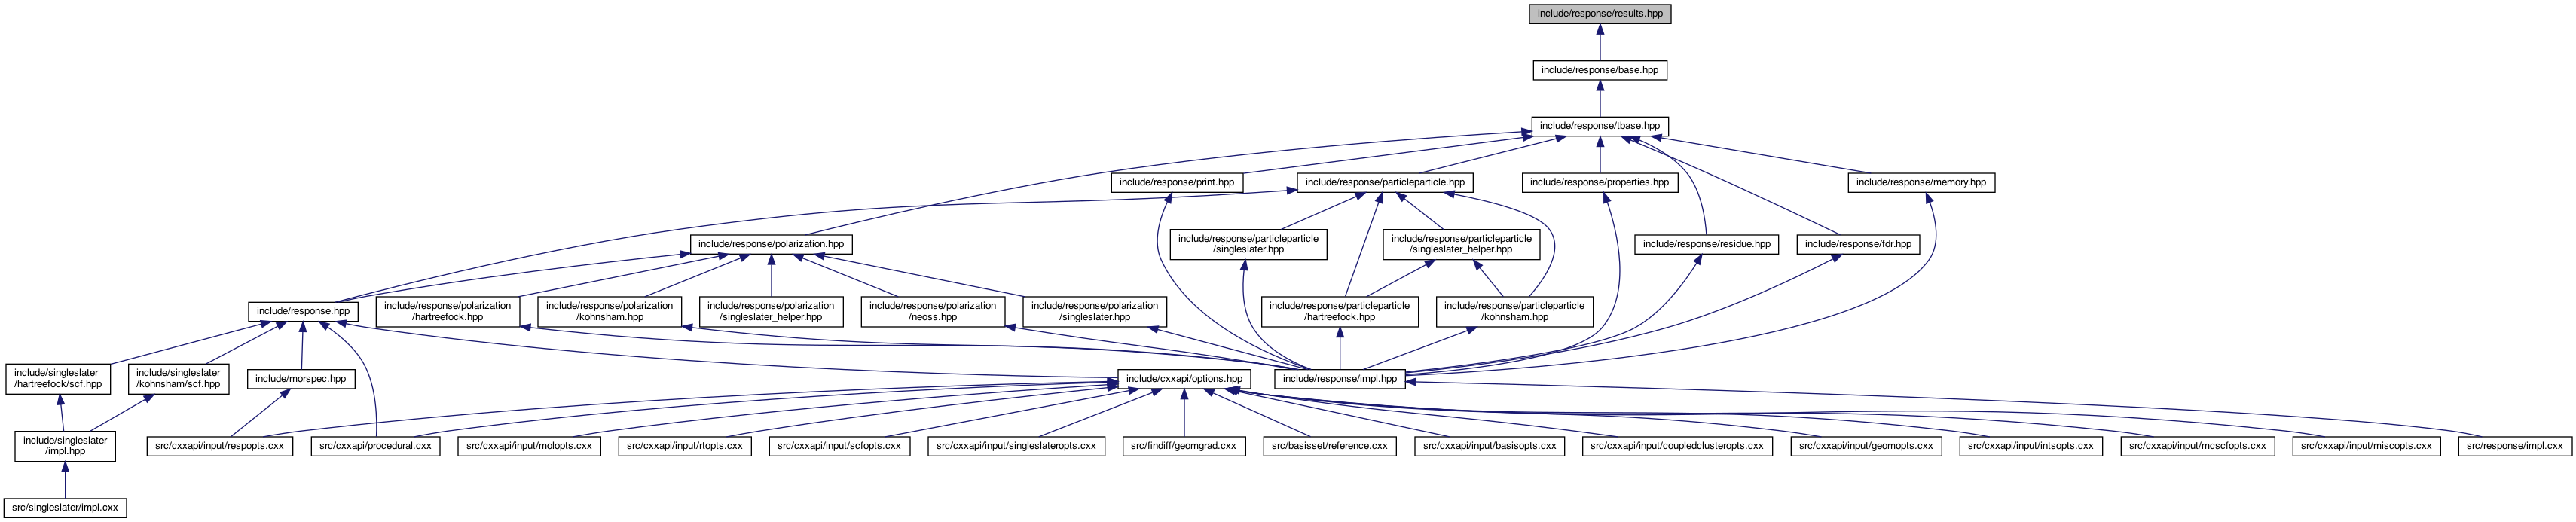 include/response/results.hpp
include/response/base.hpp
include/response/tbase.hpp
include/response/print.hpp
include/response/particleparticle.hpp
include/response/properties.hpp
include/response/memory.hpp
include/response/polarization.hpp
include/response/particleparticle
/singleslater.hpp
include/response/particleparticle
/singleslater_helper.hpp
include/response/residue.hpp
include/response/fdr.hpp
include/response.hpp
include/response/polarization
/hartreefock.hpp
include/response/polarization
/kohnsham.hpp
include/response/polarization
/singleslater_helper.hpp
include/response/polarization
/neoss.hpp
include/response/polarization
/singleslater.hpp
include/response/particleparticle
/hartreefock.hpp
include/response/particleparticle
/kohnsham.hpp
include/singleslater
/hartreefock/scf.hpp
include/singleslater
/kohnsham/scf.hpp
include/morspec.hpp
include/cxxapi/options.hpp
include/response/impl.hpp
include/singleslater
/impl.hpp
src/cxxapi/input/respopts.cxx
src/cxxapi/procedural.cxx
src/cxxapi/input/molopts.cxx
src/cxxapi/input/rtopts.cxx
src/cxxapi/input/scfopts.cxx
src/cxxapi/input/singleslateropts.cxx
src/findiff/geomgrad.cxx
src/basisset/reference.cxx
src/cxxapi/input/basisopts.cxx
src/cxxapi/input/coupledclusteropts.cxx
src/cxxapi/input/geomopts.cxx
src/cxxapi/input/intsopts.cxx
src/cxxapi/input/mcscfopts.cxx
src/cxxapi/input/miscopts.cxx
src/response/impl.cxx
src/singleslater/impl.cxx